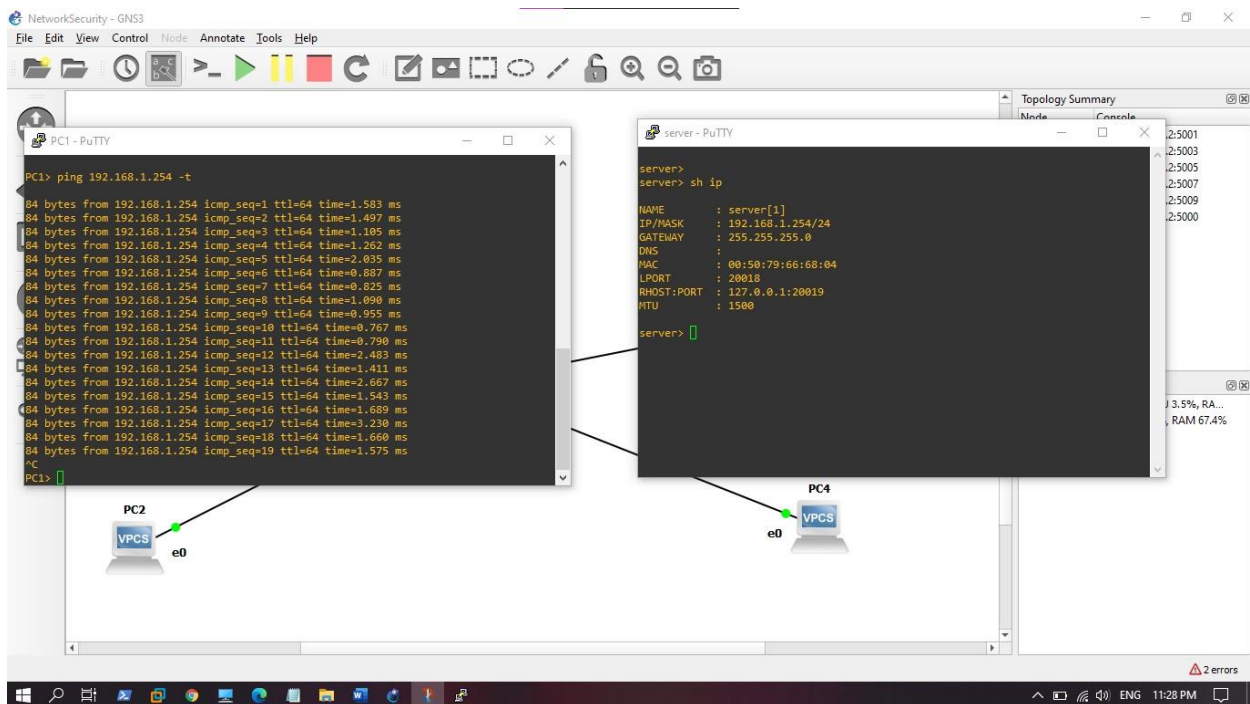 NetworkSecurity - GNS3
File Edit View Control Node Annotate Tools Help
Topology Summary
Node Console
PC1 - PuTTY
PC1> ping 192.168.1.254 -t
84 bytes from 192.168.1.254 icmp_seq=1 ttl=64 time=1.583 ms
84 bytes from 192.168.1.254 icmp_seq=2 ttl=64 time=1.497 ms
84 bytes from 192.168.1.254 icmp_seq=3 ttl=64 time=1.105 ms
84 bytes from 192.168.1.254 icmp_seq=4 ttl=64 time=1.262 ms
84 bytes from 192.168.1.254 icmp_seq=5 ttl=64 time=2.035 ms
84 bytes from 192.168.1.254 icmp_seq=6 ttl=64 time=0.887 ms
84 bytes from 192.168.1.254 icmp_seq=7 ttl=64 time=0.825 ms
84 bytes from 192.168.1.254 icmp_seq=8 ttl=64 time=1.090 ms
84 bytes from 192.168.1.254 icmp_seq=9 ttl=64 time=0.955 ms
84 bytes from 192.168.1.254 icmp_seq=10 ttl=64 time=0.767 ms
84 bytes from 192.168.1.254 icmp_seq=11 ttl=64 time=0.790 ms
84 bytes from 192.168.1.254 icmp_seq=12 ttl=64 time=2.483 ms
84 bytes from 192.168.1.254 icmp_seq=13 ttl=64 time=1.411 ms
84 bytes from 192.168.1.254 icmp_seq=14 ttl=64 time=2.667 ms
84 bytes from 192.168.1.254 icmp_seq=15 ttl=64 time=1.543 ms
84 bytes from 192.168.1.254 icmp_seq=16 ttl=64 time=1.689 ms
84 bytes from 192.168.1.254 icmp_seq=17 ttl=64 time=3.230 ms
84 bytes from 192.168.1.254 icmp_seq=18 ttl=64 time=1.660 ms
84 bytes from 192.168.1.254 icmp_seq=19 ttl=64 time=1.575 ms
^C
PC1>
server - PuTTY
server>
server> sh ip
NAME : server[1]
IP/MASK : 192.168.1.254/24
GATEWAY : 255.255.255.0
DNS :
MAC : 00:50:79:66:68:04
LPORT : 20018
RHOST:PORT : 127.0.0.1:20019
MTU : 1500
server>
.2:5001
.2:5003
.2:5005
.2:5007
.2:5009
.2:5000
3.5%, RA...
, RAM 67.4%
PC2
VPCS
e0
PC4
VPCS
e0
2 errors
ENG 11:28 PM